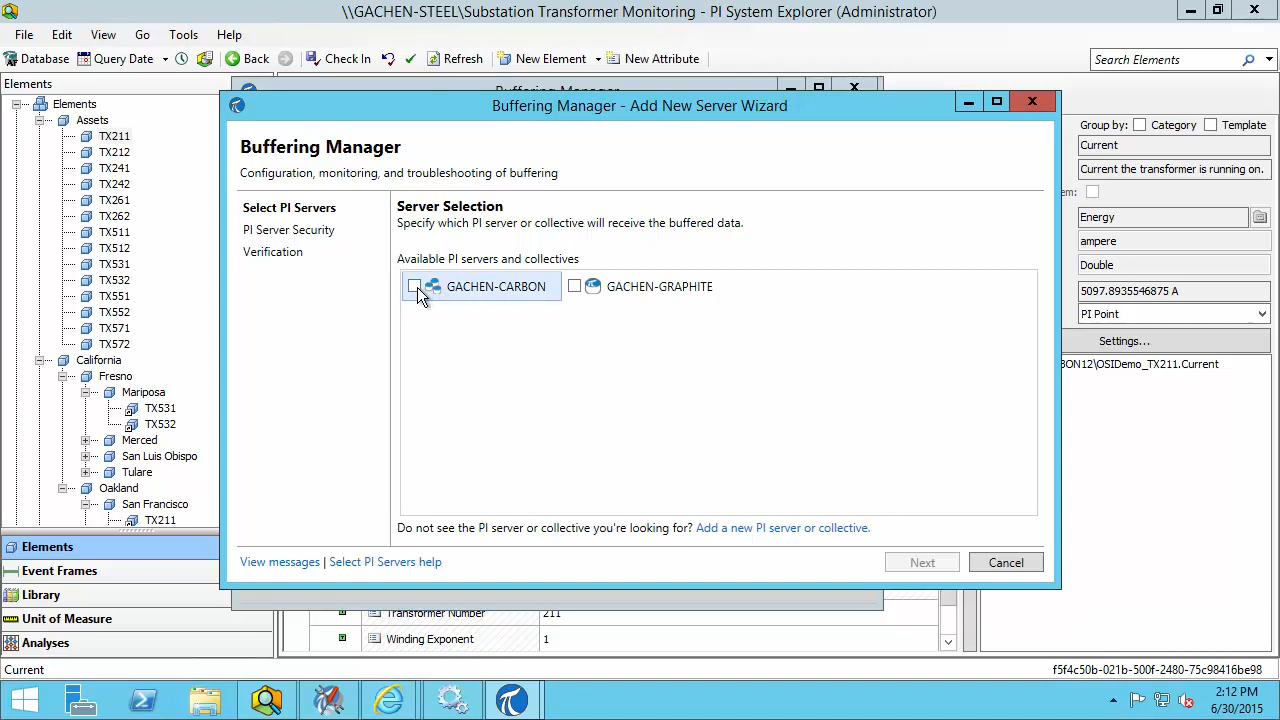 \\GACHEN-STEEL\Substation Transformer Monitoring - PI System Explorer (Administrator)
File Edit View Go Tools Help
Database Query Date Back Check In Refresh New Element New Attribute
Search Elements
Elements
Elements
Assets
TX211
TX212
TX241
TX242
TX261
TX262
TX511
TX512
TX531
TX532
TX551
TX552
TX571
TX572
California
Fresno
Mariposa
TX531
TX532
Merced
San Luis Obispo
Tulare
Oakland
San Francisco
TX211
Elements
Event Frames
Library
Unit of Measure
Analyses
Buffering Manager
Buffering Manager - Add New Server Wizard
Buffering Manager
Configuration, monitoring, and troubleshooting of buffering
Select PI Servers
PI Server Security
Verification
Server Selection
Specify which PI server or collective will receive the buffered data.
Available PI servers and collectives
GACHEN-CARBON GACHEN-GRAPHITE
Do not see the PI server or collective you're looking for? Add a new PI server or collective.
View messages | Select PI Servers help
Next Cancel
Transformer Number 211
Winding Exponent 1
Group by: Category Template
Current
Current the transformer is running on.
em:
Energy
ampere
Double
5097.8935546875 A
PI Point
Settings...
BON12\OSIDemo_TX211.Current
Current
f5f4c50b-021b-500f-2480-75c98416be98
2:12 PM
6/30/2015